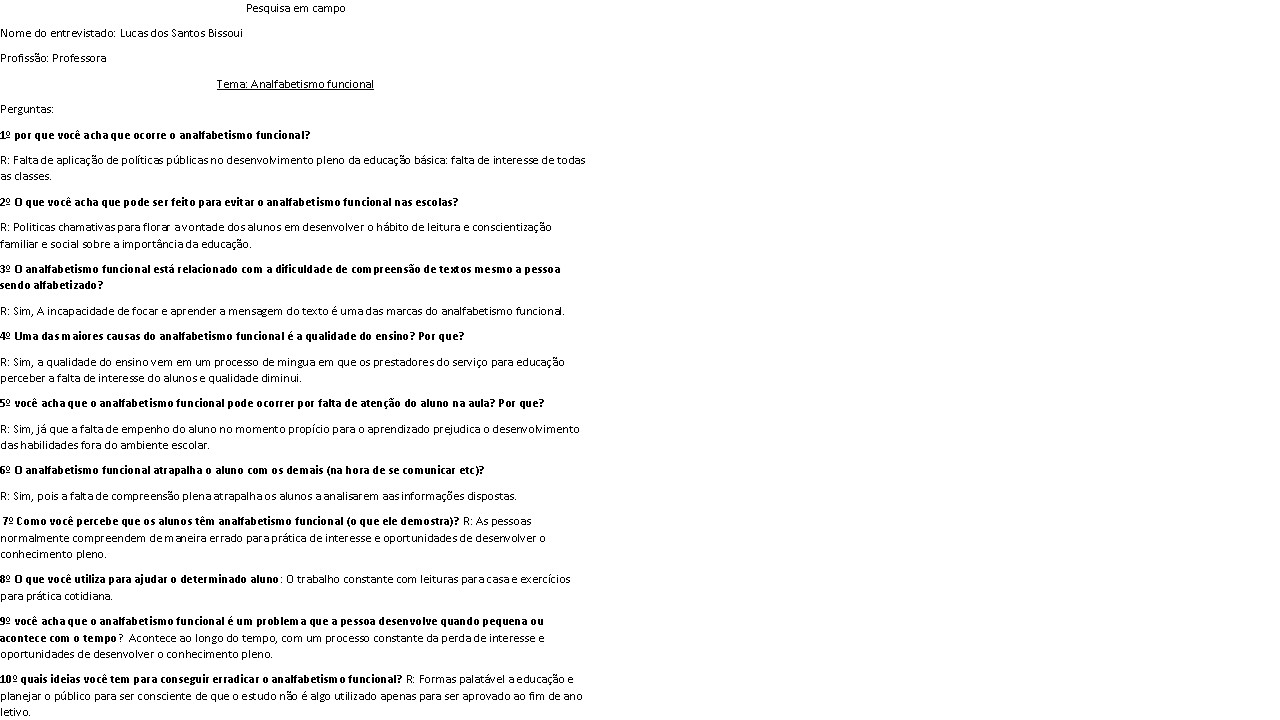 Pesquisa em campo
Nome do entrevistado: Lucas dos Santos Bissoui
Profissão: Professora
Tema: Analfabetismo funcional
Perguntas:
1º por que você acha que ocorre o analfabetismo funcional?
R: Falta de aplicação de políticas públicas no desenvolvimento pleno da educação básica: falta de interesse de todas
as classes.
2º O que você acha que pode ser feito para evitar o analfabetismo funcional nas escolas?
R: Politicas chamativas para florar a vontade dos alunos em desenvolver o hábito de leitura e conscientização
familiar e social sobre a importância da educação.
3º O analfabetismo funcional está relacionado com a dificuldade de compreensão de textos mesmo a pessoa
sendo alfabetizado?
R: Sim, A incapacidade de focar e aprender a mensagem do texto é uma das marcas do analfabetismo funcional.
4º Uma das maiores causas do analfabetismo funcional é a qualidade do ensino? Por que?
R: Sim, a qualidade do ensino vem em um processo de mingua em que os prestadores do serviço para educação
perceber a falta de interesse do alunos e qualidade diminui.
5º você acha que o analfabetismo funcional pode ocorrer por falta de atenção do aluno na aula? Por que?
R: Sim, já que a falta de empenho do aluno no momento propício para o aprendizado prejudica o desenvolvimento
das habilidades fora do ambiente escolar.
6º O analfabetismo funcional atrapalha o aluno com os demais (na hora de se comunicar etc)?
R: Sim, pois a falta de compreensão plena atrapalha os alunos a analisarem aas informações dispostas.
7º Como você percebe que os alunos têm analfabetismo funcional (o que ele demostra)? R: As pessoas
normalmente compreendem de maneira errado para prática de interesse e oportunidades de desenvolver o
conhecimento pleno.
8º O que você utiliza para ajudar o determinado aluno: O trabalho constante com leituras para casa e exercícios
para prática cotidiana.
9º você acha que o analfabetismo funcional é um problema que a pessoa desenvolve quando pequena ou
acontece com o tempo? Acontece ao longo do tempo, com um processo constante da perda de interesse e
oportunidades de desenvolver o conhecimento pleno.
10º quais ideias você tem para conseguir erradicar o analfabetismo funcional? R: Formas palatável a educação e
planejar o público para ser consciente de que o estudo não é algo utilizado apenas para ser aprovado ao fim de ano
letivo.